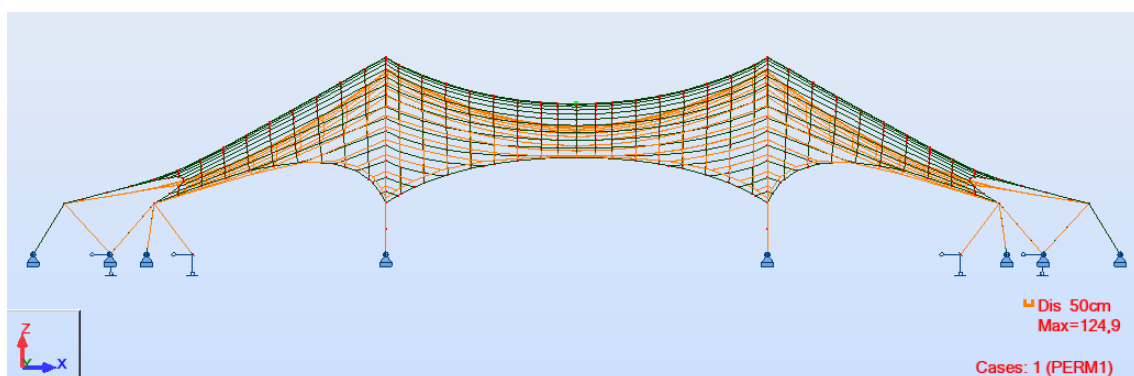 Z
Y
X
Dis 50cm
Max=124,9
Cases: 1 (PERM1)